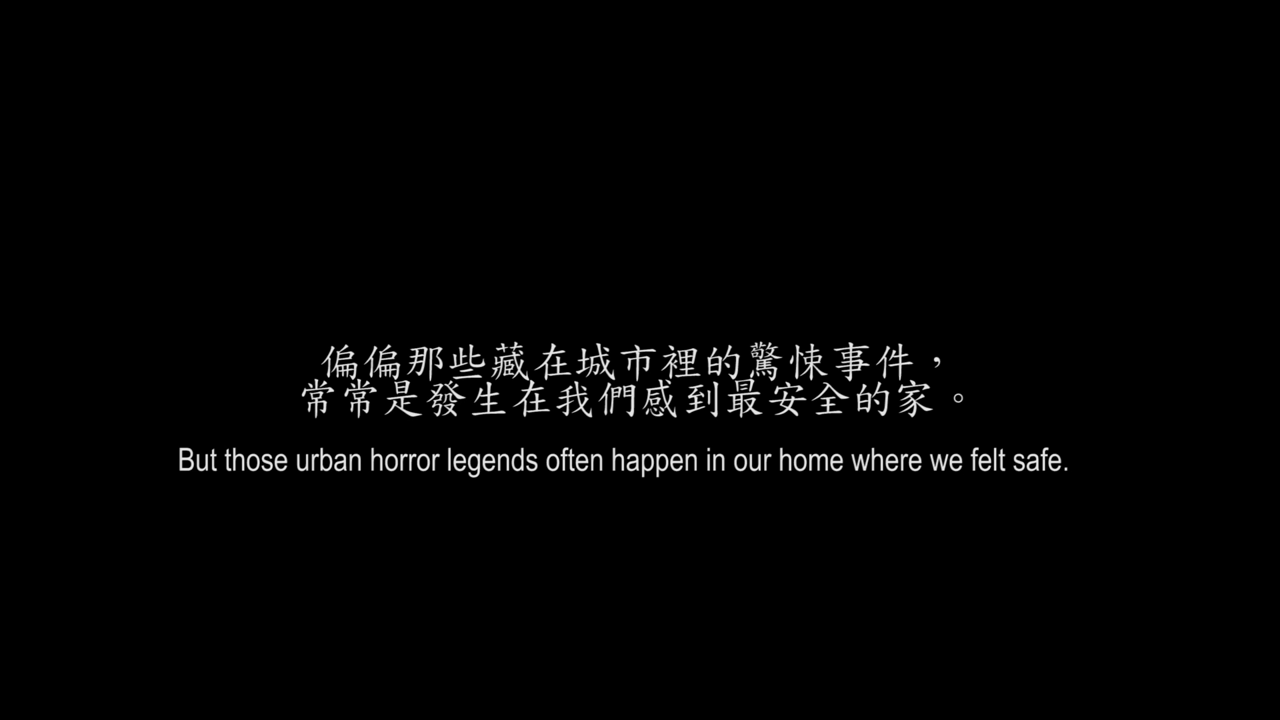 偏偏那些藏在城市裡的驚悚事件，
常常是發生在我們感到最安全的家。
But those urban horror legends often happen in our home where we felt safe.